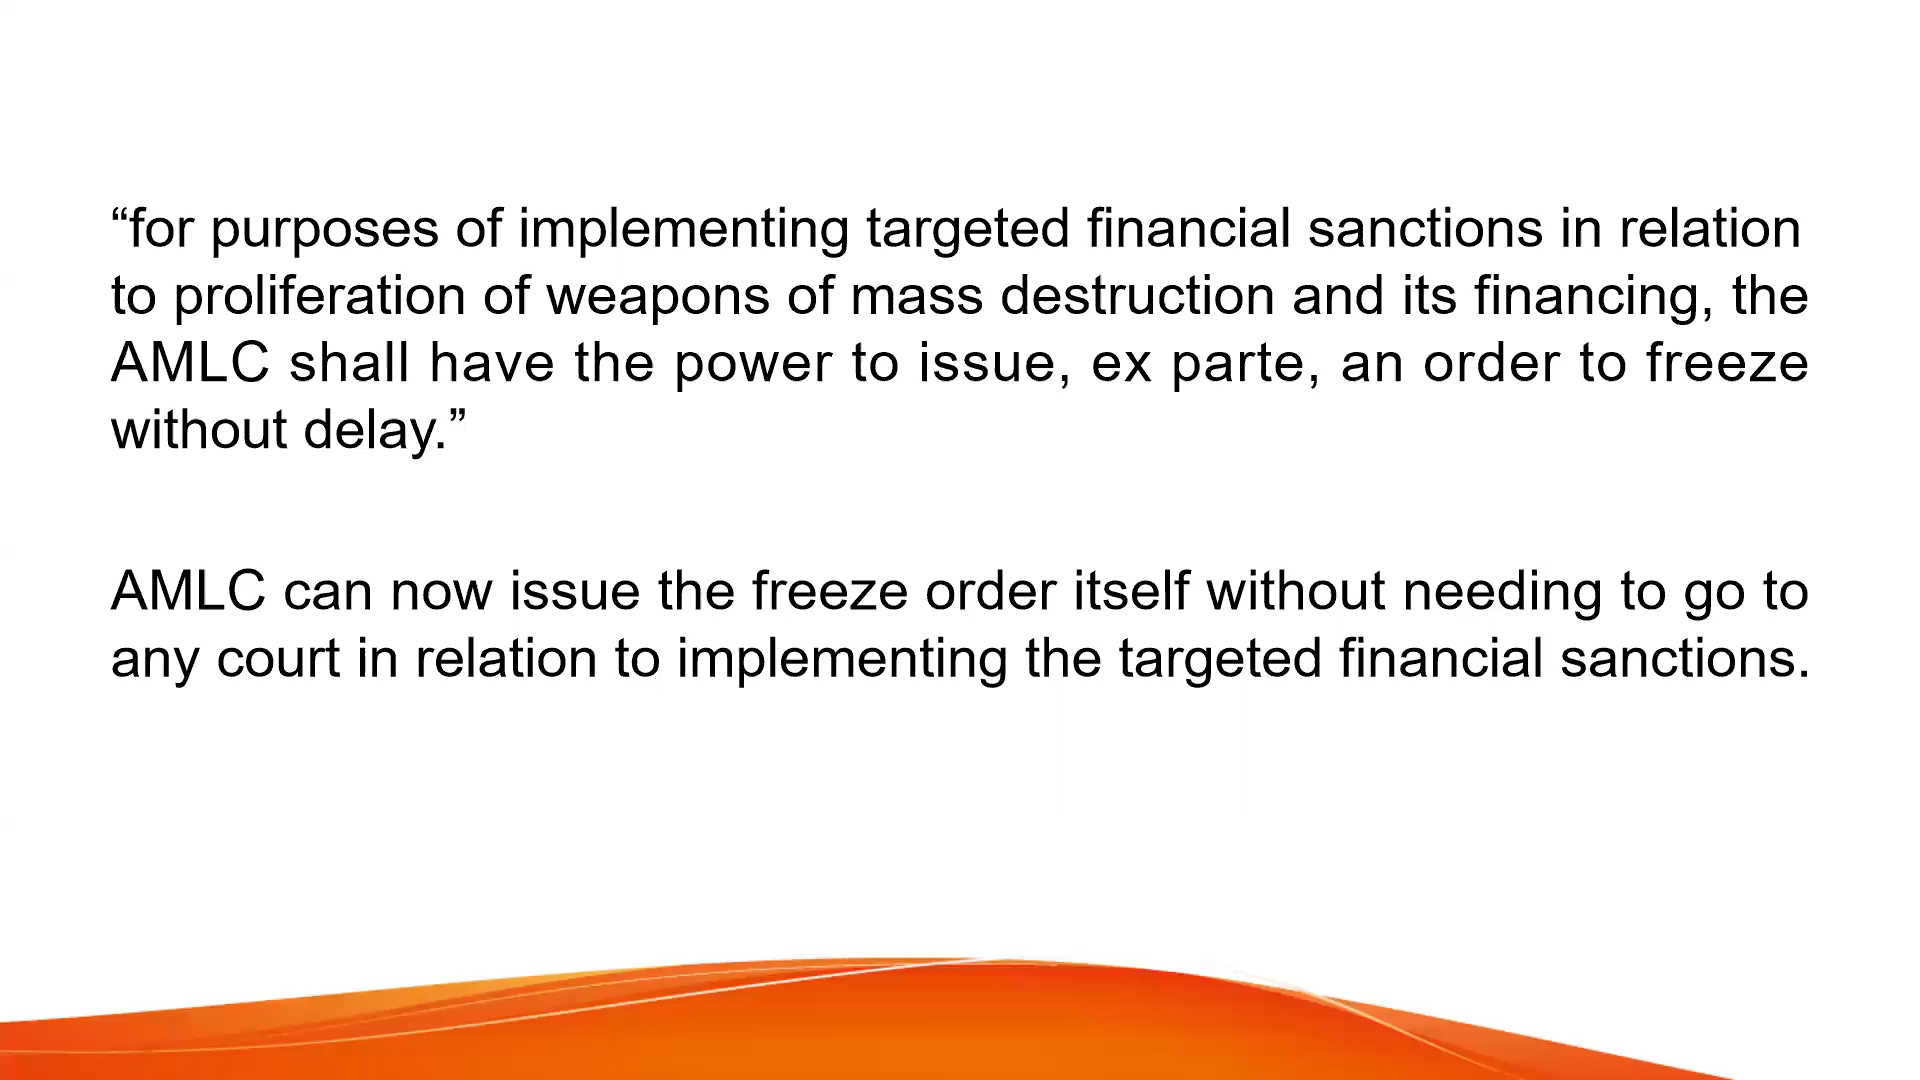 “for purposes of implementing targeted financial sanctions in relation
to proliferation of weapons of mass destruction and its financing, the
AMLC shall have the power to issue, ex parte, an order to freeze
without delay.”
AMLC can now issue the freeze order itself without needing to go to
any court in relation to implementing the targeted financial sanctions.